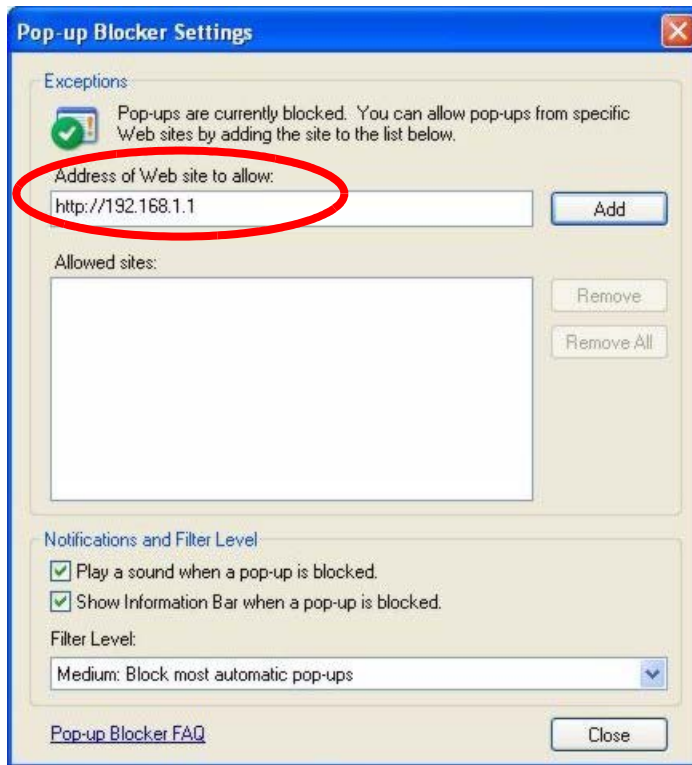 Pop-up Blocker Settings
Exceptions
Pop-ups are currently blocked. You can allow pop-ups from specific
Web sites by adding the site to the list below.
Address of Web site to allow:
http://192.168.1.1
Add
Allowed sites:
Remove
Remove All
Notifications and Filter Level
Play a sound when a pop-up is blocked.
Show Information Bar when a pop-up is blocked.
Filter Level:
Medium: Block most automatic pop-ups
Pop-up Blocker FAQ
Close